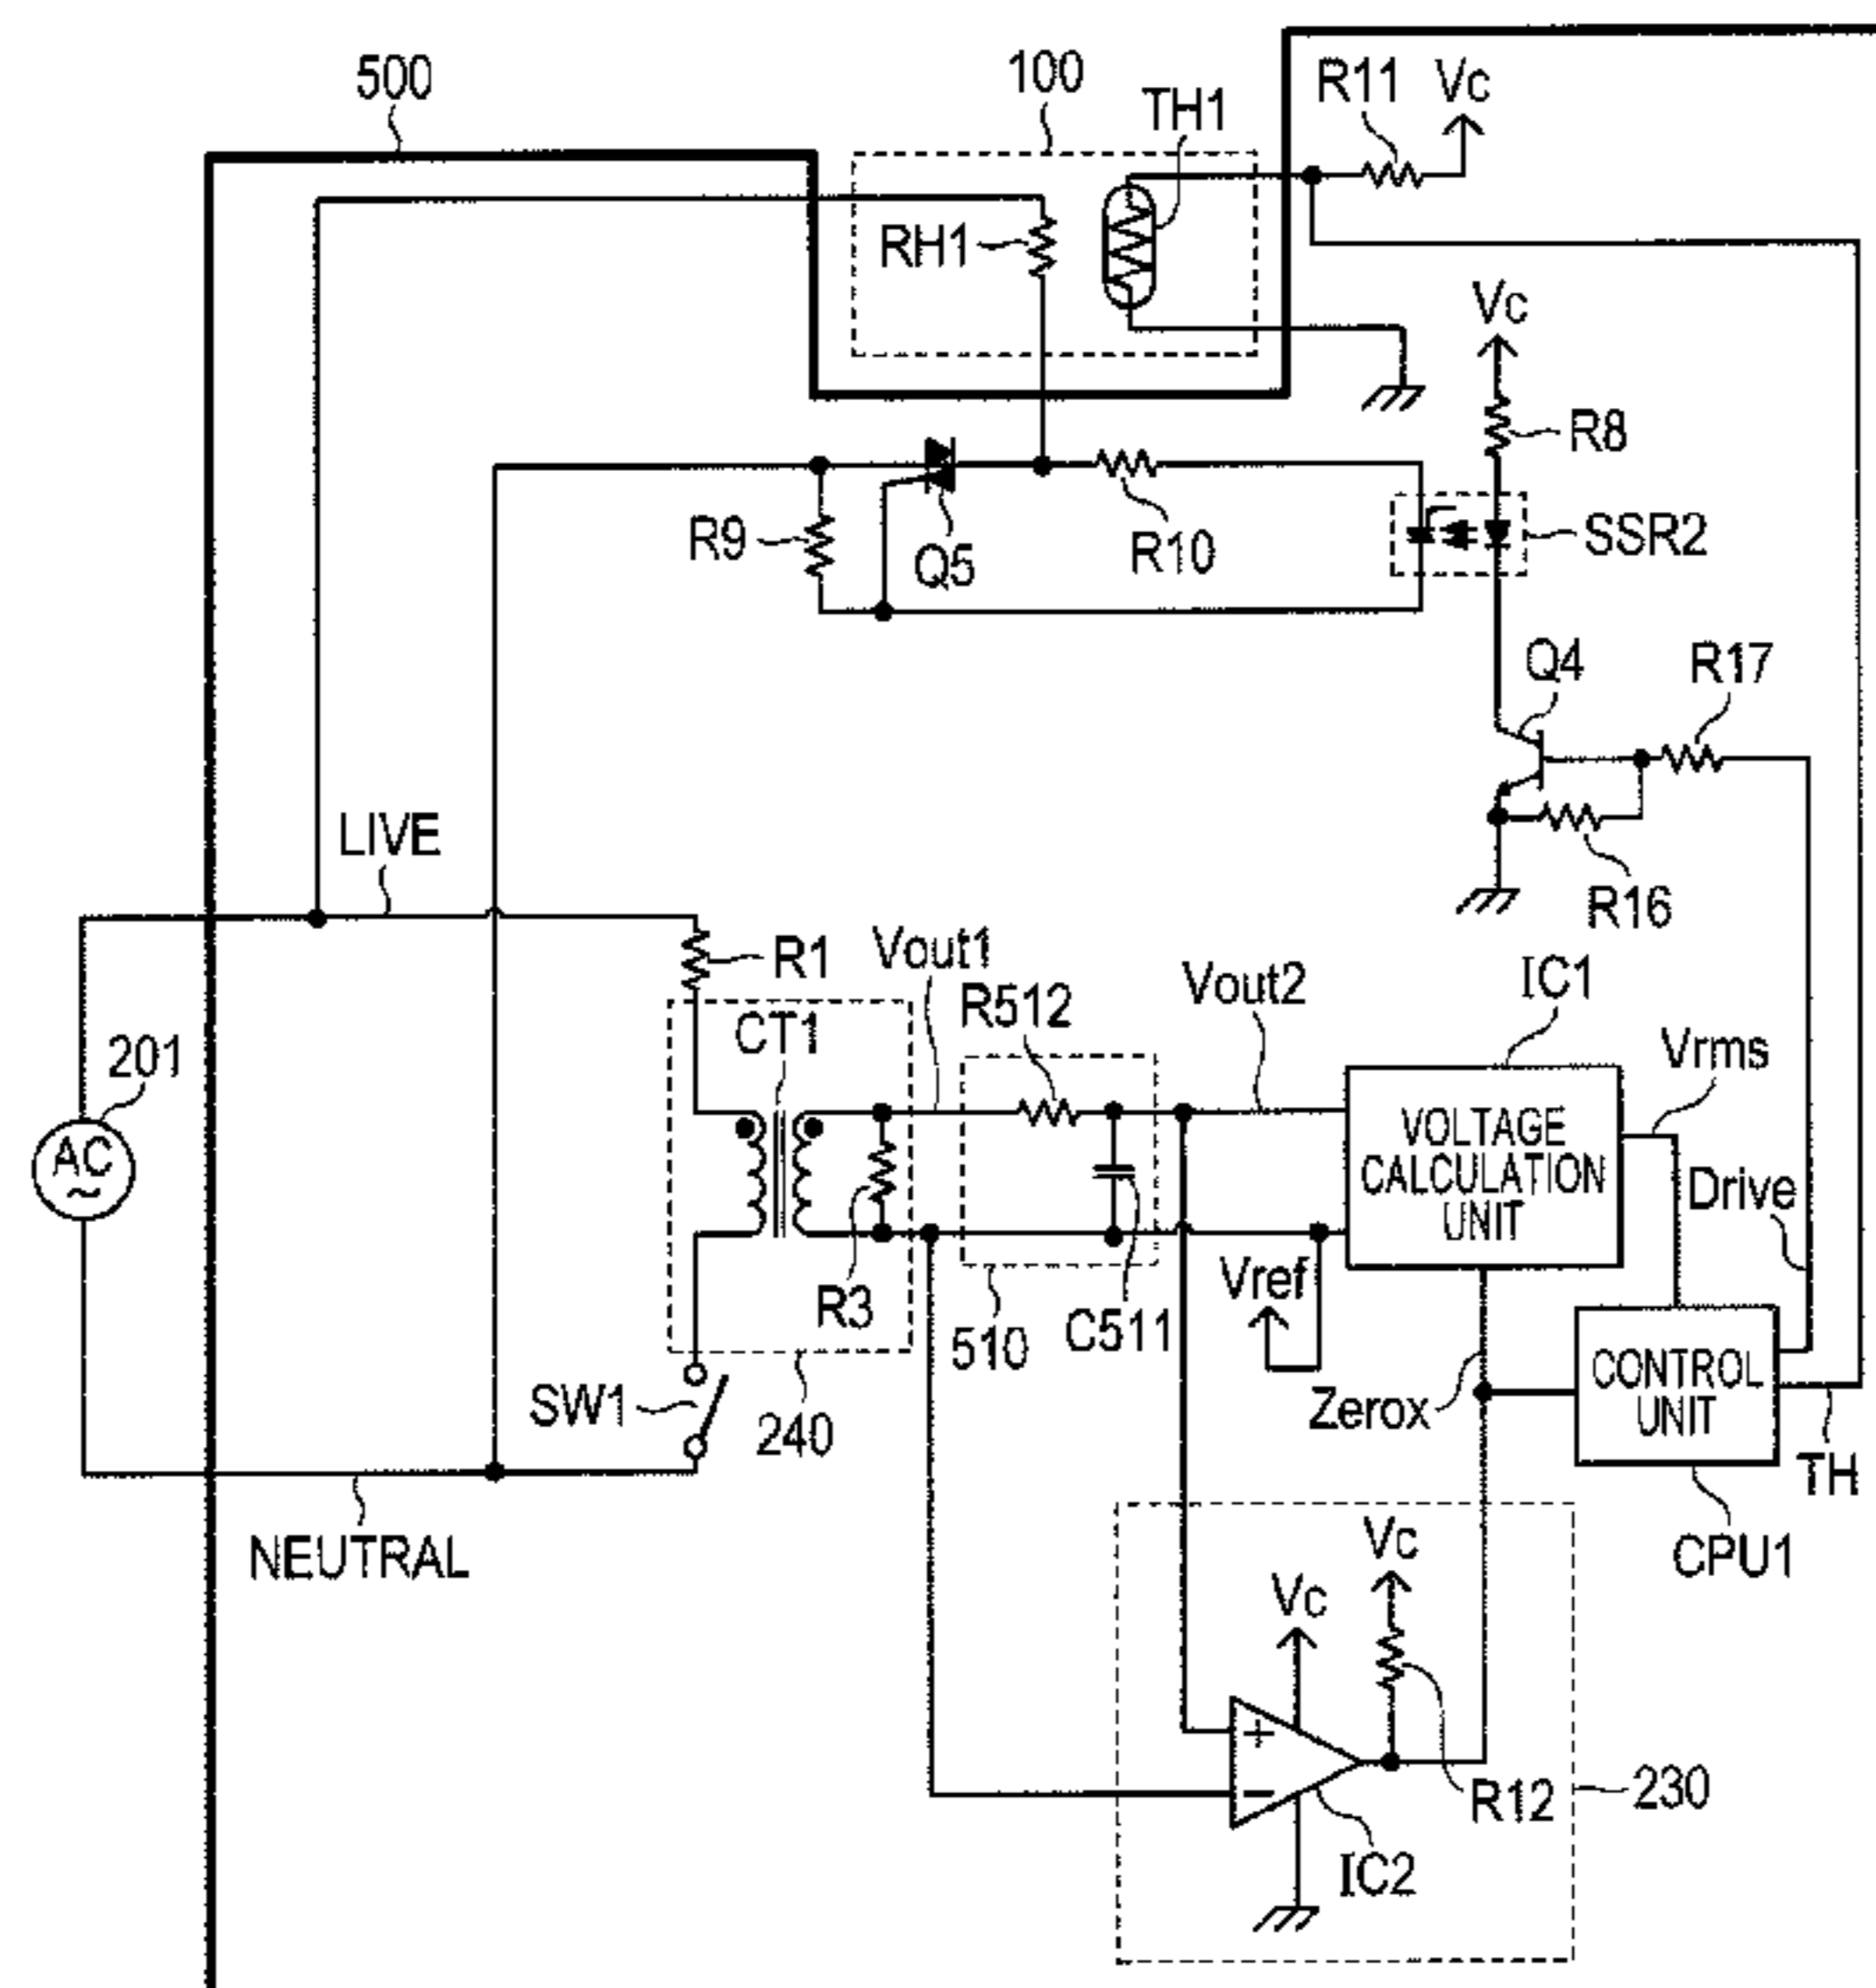 500
100
TH1
R11
Vc
RH1
Vc
R8
R9
Q5
R10
SSR2
Q4
R17
R16
LIVE
R1
Vout1
R512
Vout2
IC1
Vrms
201
AC
~
CT1
VOLTAGE
CALCULATION
UNIT
Drive
R3
510
C511
Vref
SW1
240
Zerox
CONTROL
UNIT
TH
NEUTRAL
CPU1
Vc
Vc
+
−
R12
230
IC2